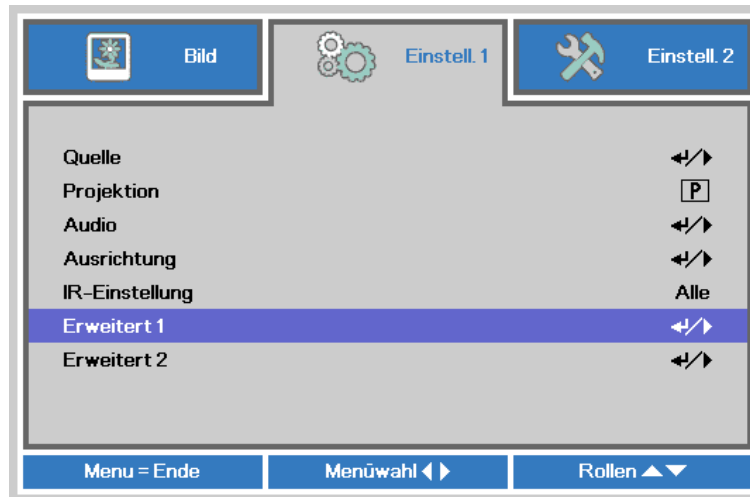 Bild
Einstell. 1
Einstell. 2
Quelle
Projektion P
Audio
Ausrichtung
IR-Einstellung Alle
Erweitert 1
Erweitert 2
Menu = Ende
Menüwahl
Rollen